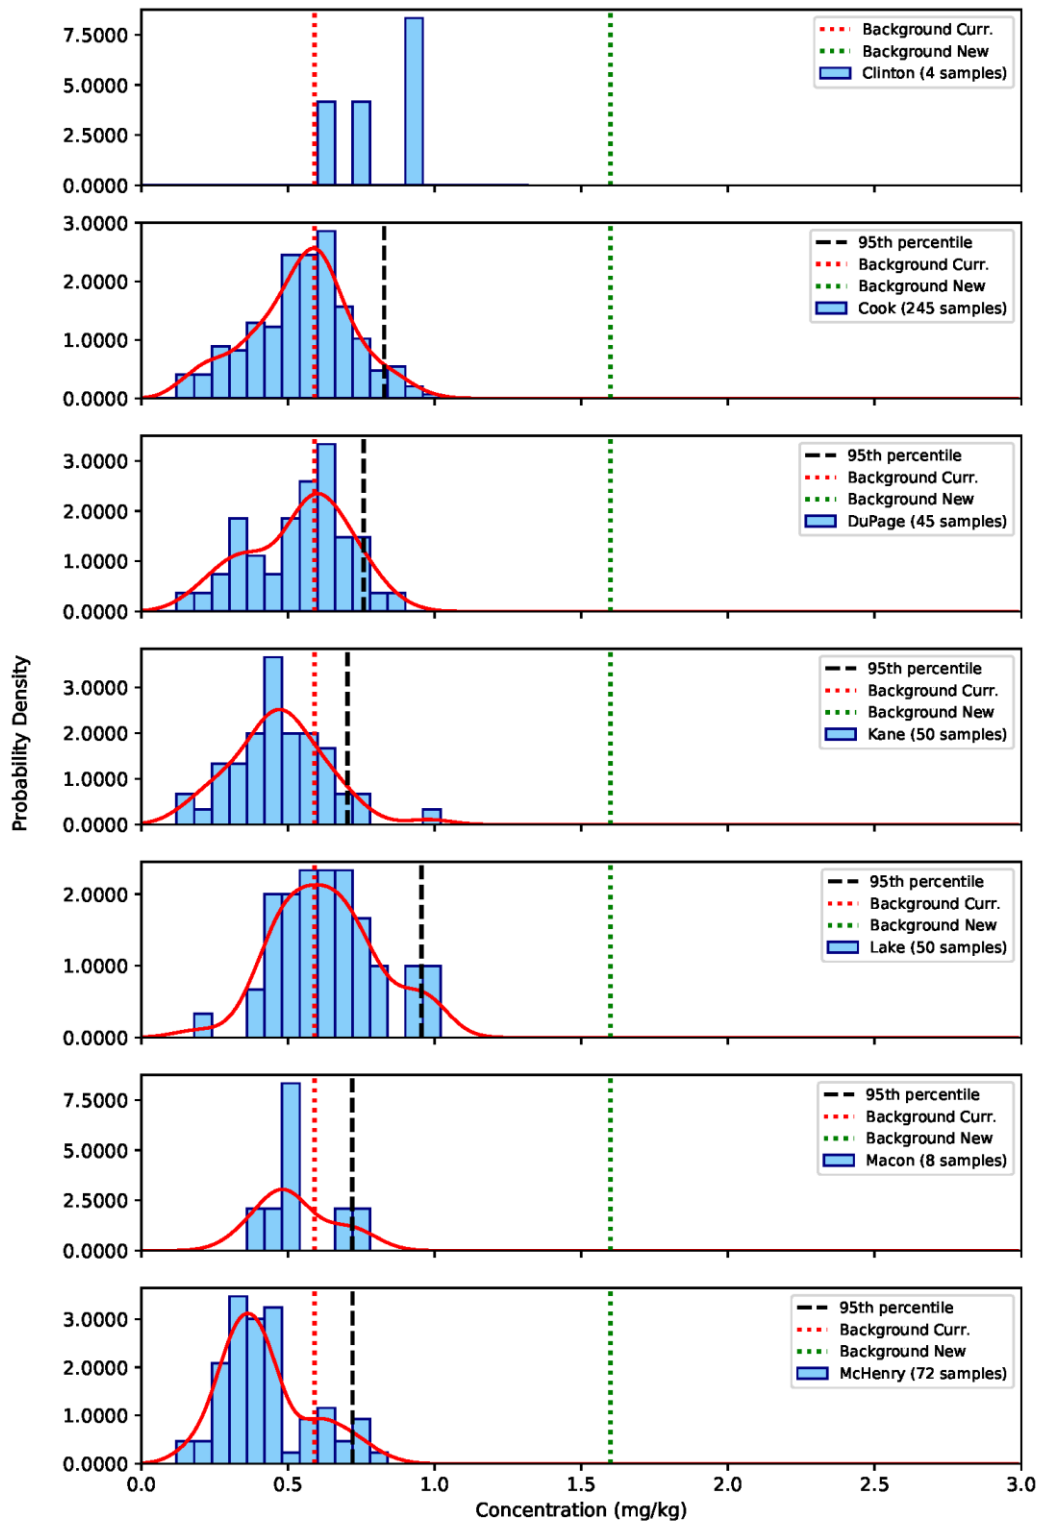 7.5000
5.0000
2.5000
0.0000
Background Curr.
Background New
Clinton (4 samples)
3.0000
2.0000
1.0000
0.0000
95th percentile
Background Curr.
Background New
Cook (245 samples)
3.0000
2.0000
1.0000
0.0000
95th percentile
Background Curr.
Background New
DuPage (45 samples)
Probability Density
3.0000
2.0000
1.0000
0.0000
95th percentile
Background Curr.
Background New
Kane (50 samples)
2.0000
1.0000
0.0000
95th percentile
Background Curr.
Background New
Lake (50 samples)
7.5000
5.0000
2.5000
0.0000
95th percentile
Background Curr.
Background New
Macon (8 samples)
3.0000
2.0000
1.0000
0.0000
95th percentile
Background Curr.
Background New
McHenry (72 samples)
0.0 0.5 1.0 1.5 2.0 2.5 3.0
Concentration (mg/kg)